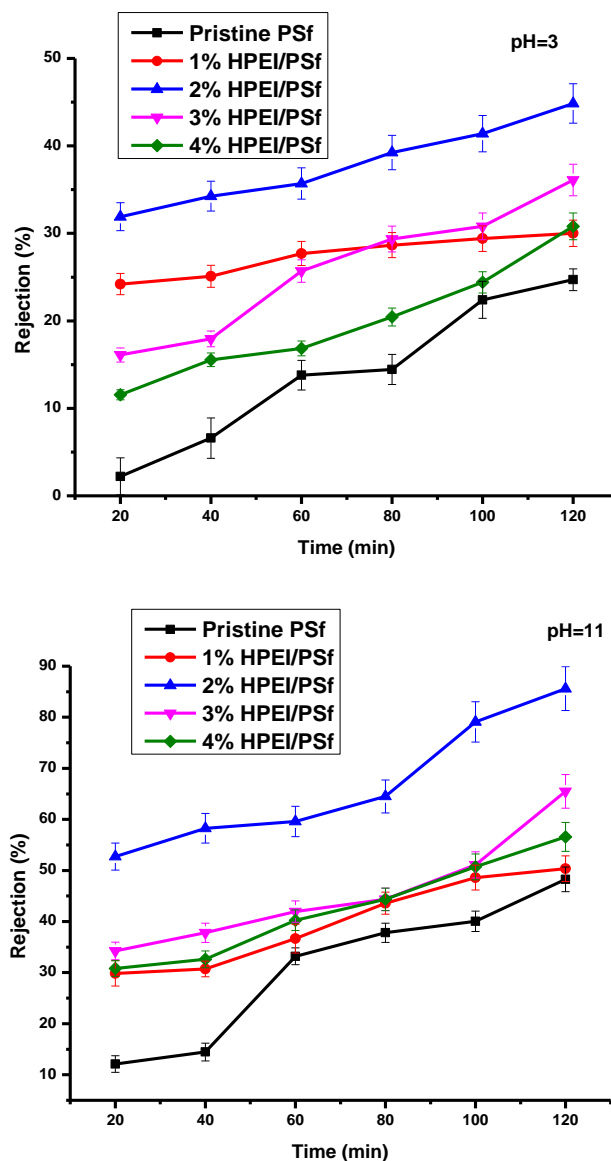 Pristine PSf
1% HPEI/PSf
2% HPEI/PSf
3% HPEI/PSf
4% HPEI/PSf
pH=3
50
40
30
20
10
0
Rejection (%)
20 40 60 80 100 120
Time (min)
Pristine PSf
1% HPEI/PSf
2% HPEI/PSf
3% HPEI/PSf
4% HPEI/PSf
pH=11
90
80
70
60
50
40
30
20
10
Rejection (%)
20 40 60 80 100 120
Time (min)